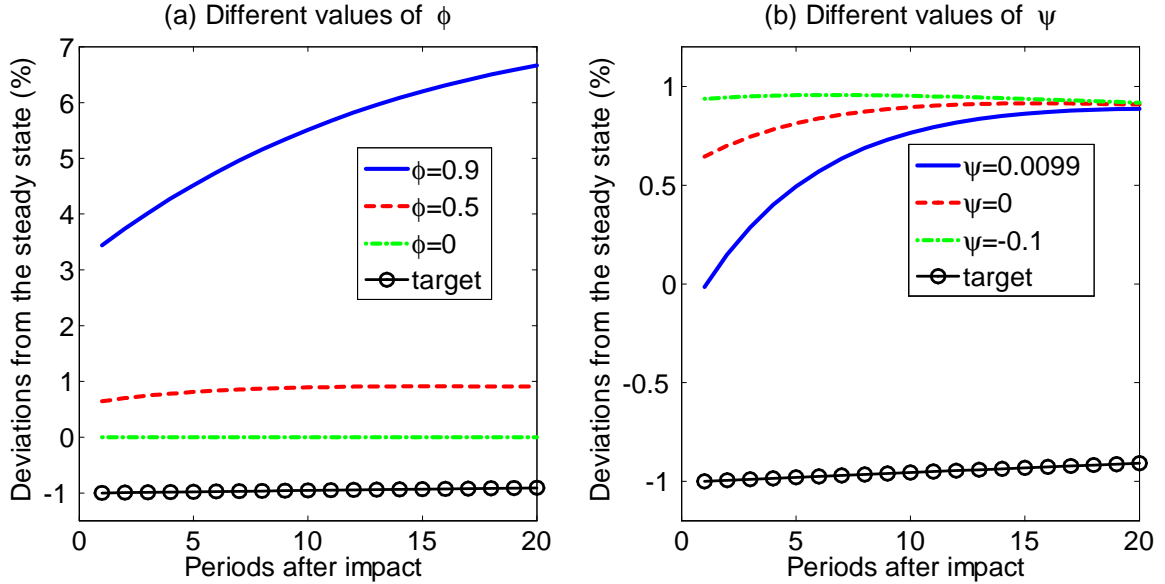 (a) Different values of ϕ
Deviations from the steady state (%)
7
6
5
4
3
2
1
0
-1
ϕ=0.9
ϕ=0.5
ϕ=0
target
0 5 10 15 20
Periods after impact
(b) Different values of ψ
Deviations from the steady state (%)
1
0.5
0
-0.5
-1
ψ=0.0099
ψ=0
ψ=-0.1
target
0 5 10 15 20
Periods after impact